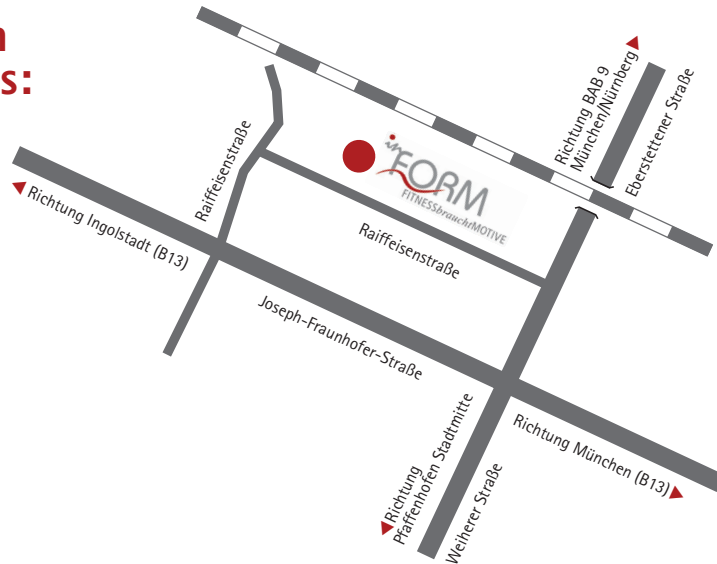 n
s:
Richtung BAB 9
München/Nürnberg
Eberstettener Straße
Raiffeisenstraße
in
FORM
FITNESSbrauchtMOTIVE
Richtung Ingolstadt (B13)
Raiffeisenstraße
Joseph-Fraunhofer-Straße
Richtung
Pfaffenhofen Stadtmitte
Weiherer Straße
Richtung München (B13)